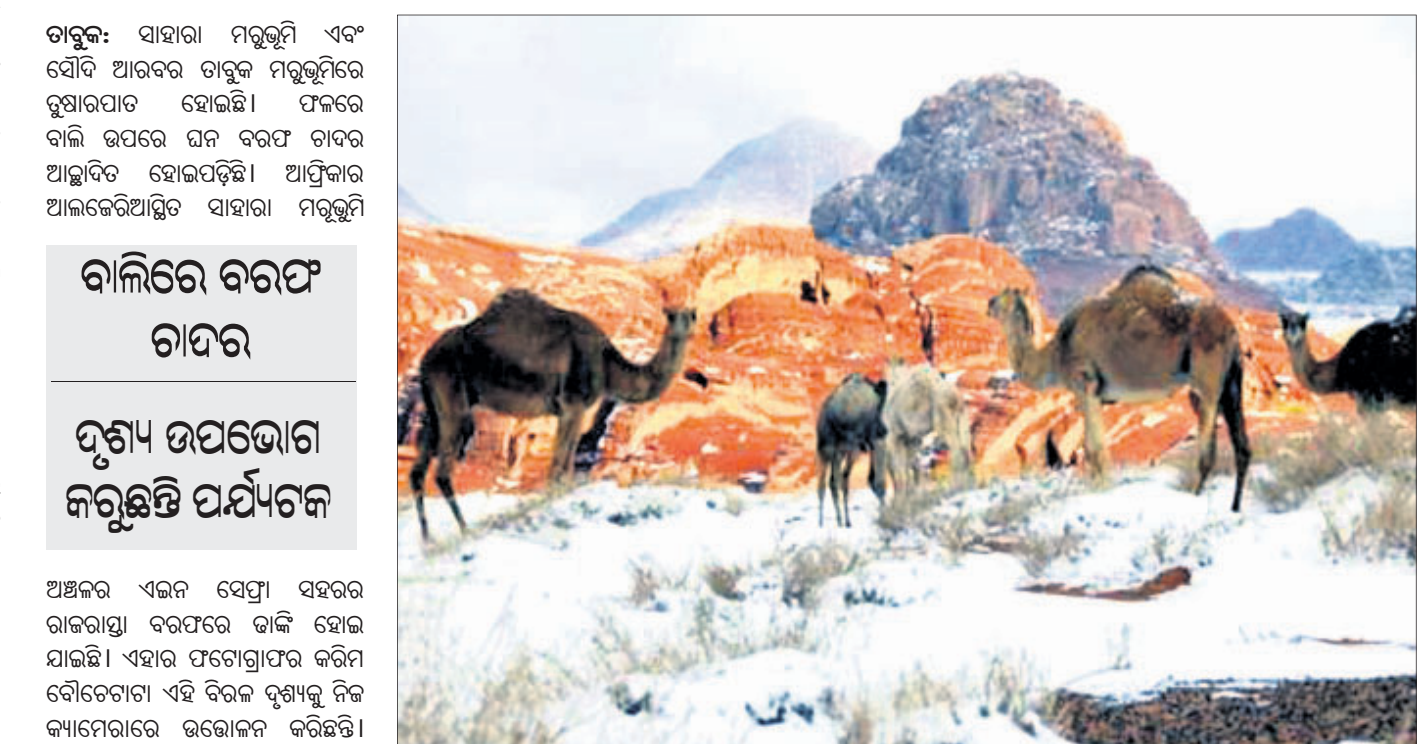 ତାବୁକ: ସାହାରା ମରୁଭୂମି ଏବଂ
ସୌଦି ଆରବର ତାବୁକ ମରୁଭୂମିରେ
ତୁଷାରପାତ ହୋଇଛି। ଫଳରେ
ବାଲି ଉପରେ ଘନ ବରଫ ଚାଦର
ଆଚ୍ଛାଦିତ ହୋଇପଡ଼ିଛି। ଆଫ୍ରିକାର
ଆଲଜେରିଆସ୍ଥିତ ସାହାରା ମରୁଭୂମି
ବାଲିରେ ବରଫ
ଚାଦର
ଦୃଶ୍ୟ ଉପଭୋଗ
କରୁଛନ୍ତି ପର୍ଯ୍ୟଟକ
ଅଞ୍ଚଳର ଏଇନ ସେଫ୍ରା ସହରର
ରାଜରାସ୍ତା ବରଫରେ ଢାଙ୍କି ହୋଇ
ଯାଇଛି। ଏହାର ଫଟୋଗ୍ରାଫର କରିମ
ବୌଚେଟାଟା ଏହି ବିରଳ ଦୃଶ୍ୟକୁ ନିଜ
କ୍ୟାମେରାରେ ଉତ୍ତୋଳନ କରିଛନ୍ତି।